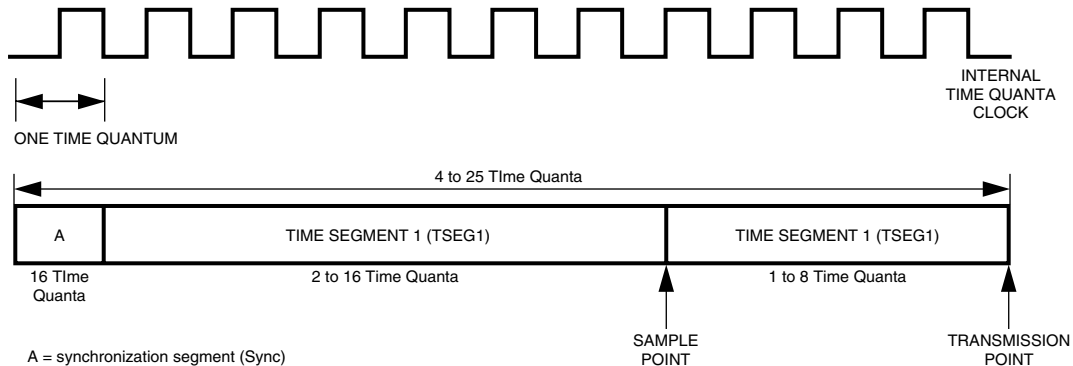 INTERNAL
TIME QUANTA
CLOCK
ONE TIME QUANTUM
4 to 25 TIme Quanta
A
TIME SEGMENT 1 (TSEG1)
TIME SEGMENT 1 (TSEG1)
16 TIme
Quanta
2 to 16 Time Quanta
1 to 8 Time Quanta
A = synchronization segment (Sync)
SAMPLE
POINT
TRANSMISSION
POINT